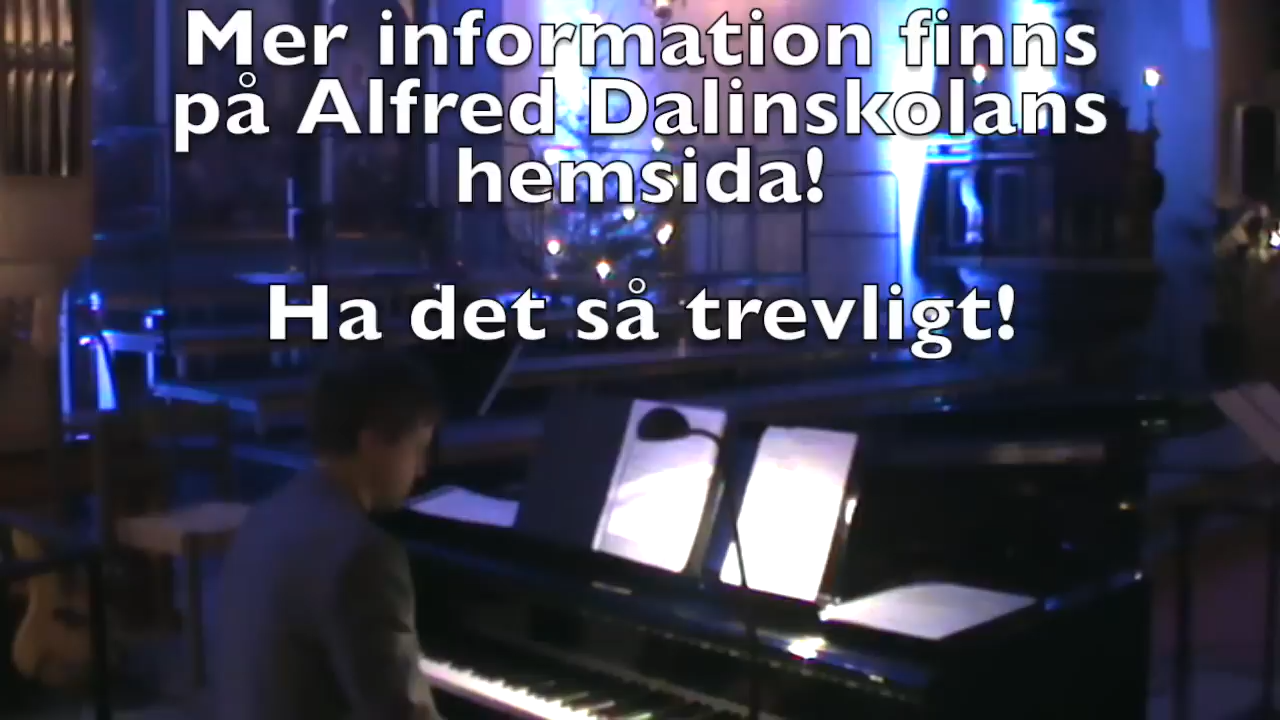 Mer information finns
på Alfred Dalinskolans
hemsida!
Ha det så trevligt!